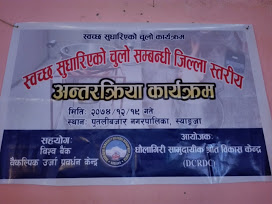 स्वच्छ सुधारिएको चुलो कार्यक्रम
स्वच्छ सुधारिएको चुलो सम्बन्धी जिल्ला स्तरीय
अन्तरक्रिया कार्यक्रम
मिति: २०७४/१२/१९ गते
स्थान: पुतलीबजार नगरपालिका, स्याङ्जा
सहयोग:
विश्व बैंक
वैकल्पिक उर्जा प्रवर्धन केन्द्र
आयोजक:
धौलागिरी सामुदायिक स्रोत विकास केन्द्र
(DCRDC)